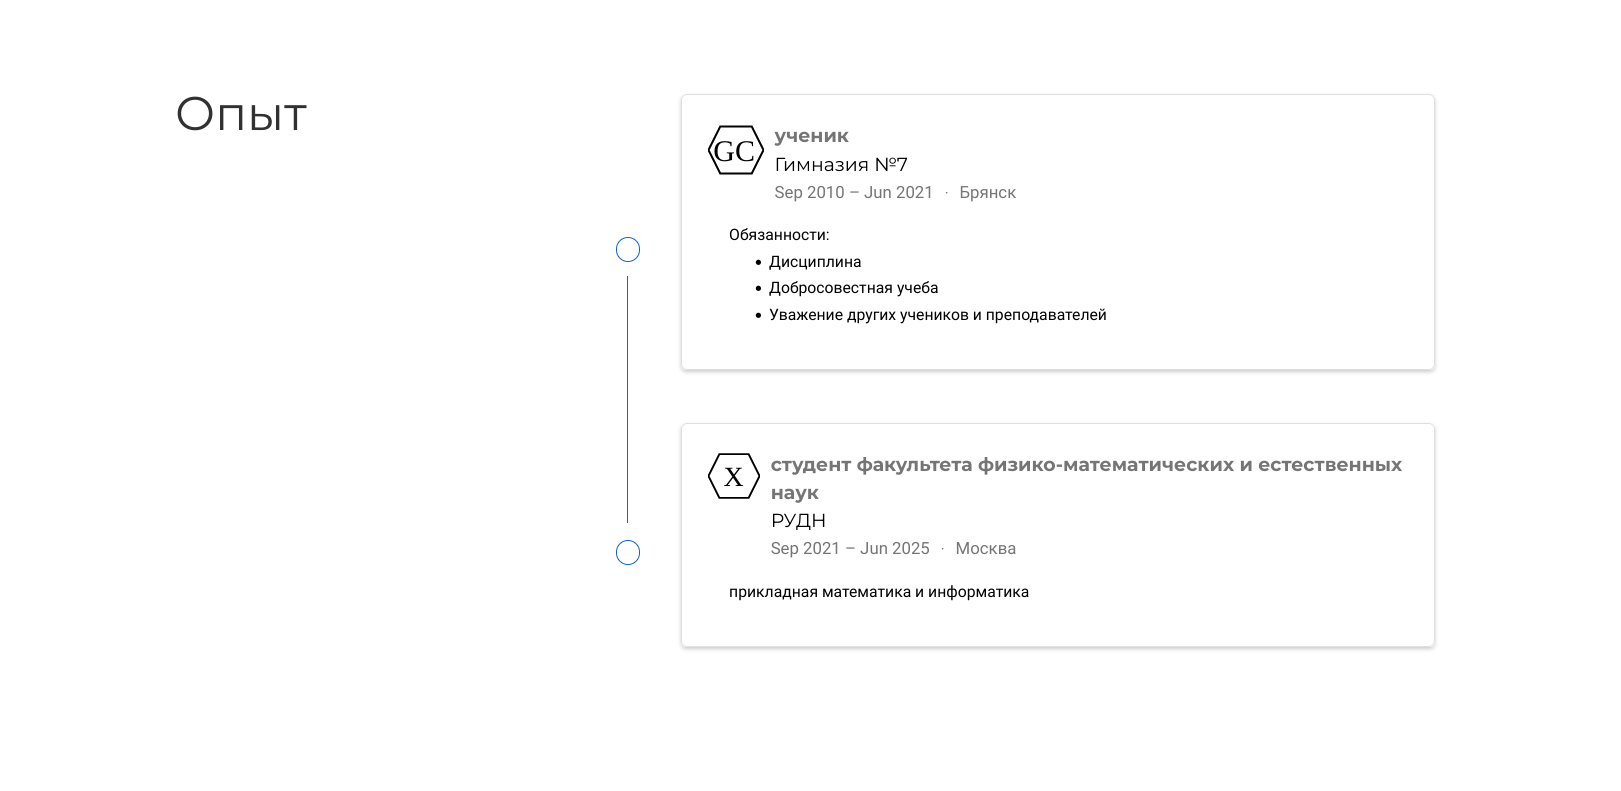 Опыт
GC
ученик
Гимназия №7
Sep 2010 – Jun 2021 · Брянск
Обязанности:
• Дисциплина
• Добросовестная учеба
• Уважение других учеников и преподавателей
X
студент факультета физико-математических и естественных
наук
РУДН
Sep 2021 – Jun 2025 · Москва
прикладная математика и информатика